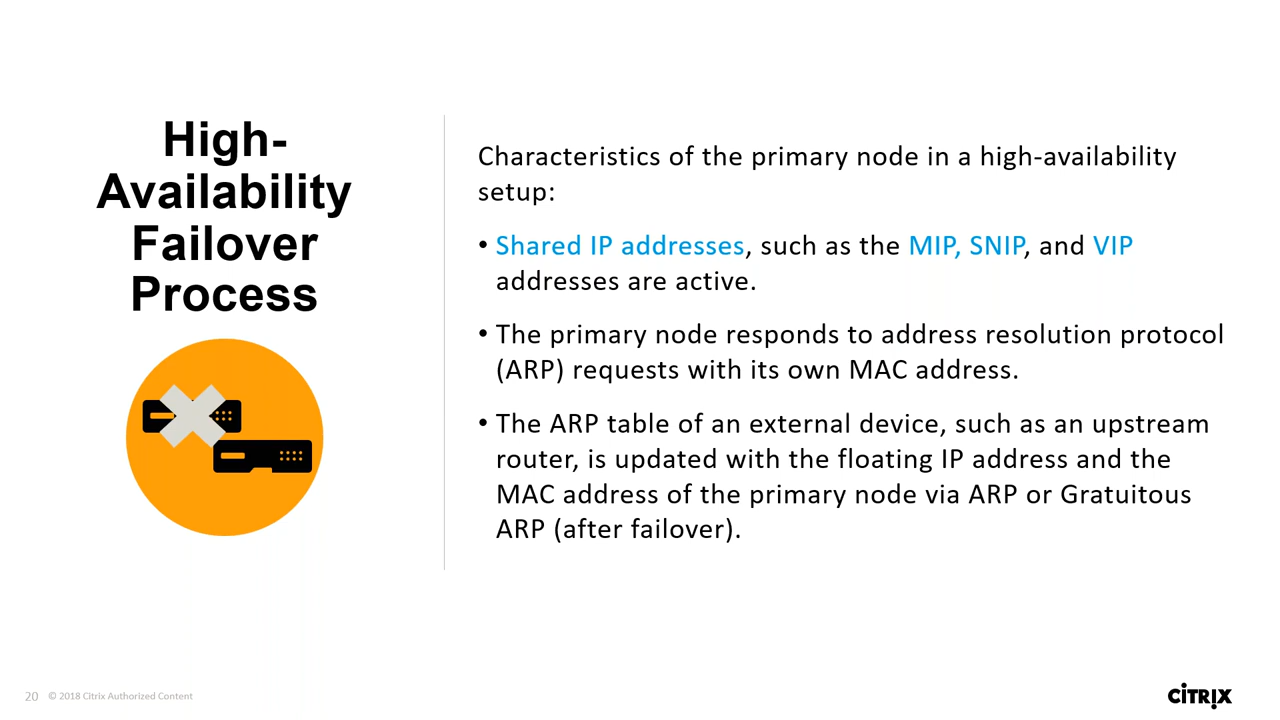 High-
Availability
Failover
Process
Characteristics of the primary node in a high-availability
setup:
• Shared IP addresses, such as the MIP, SNIP, and VIP
addresses are active.
• The primary node responds to address resolution protocol
(ARP) requests with its own MAC address.
• The ARP table of an external device, such as an upstream
router, is updated with the floating IP address and the
MAC address of the primary node via ARP or Gratuitous
ARP (after failover).
20 © 2018 Citrix Authorized Content
CITRIX